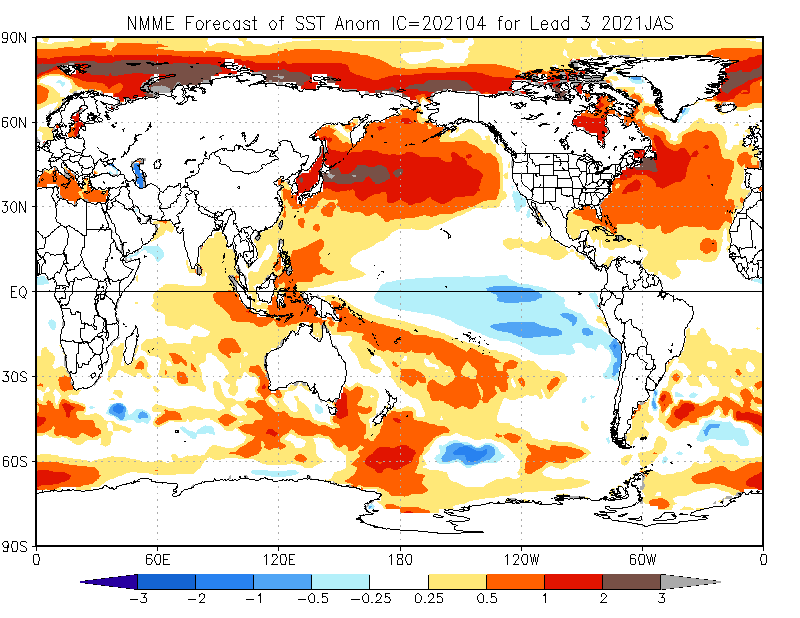 NMME Forecast of SST Anom IC=202104 for Lead 3 2021JAS
90N
60N
30N
EQ
30S
60S
90S
0 60E 120E 180 120W 60W 0
-3 -2 -1 -0.5 -0.25 0.25 0.5 1 2 3